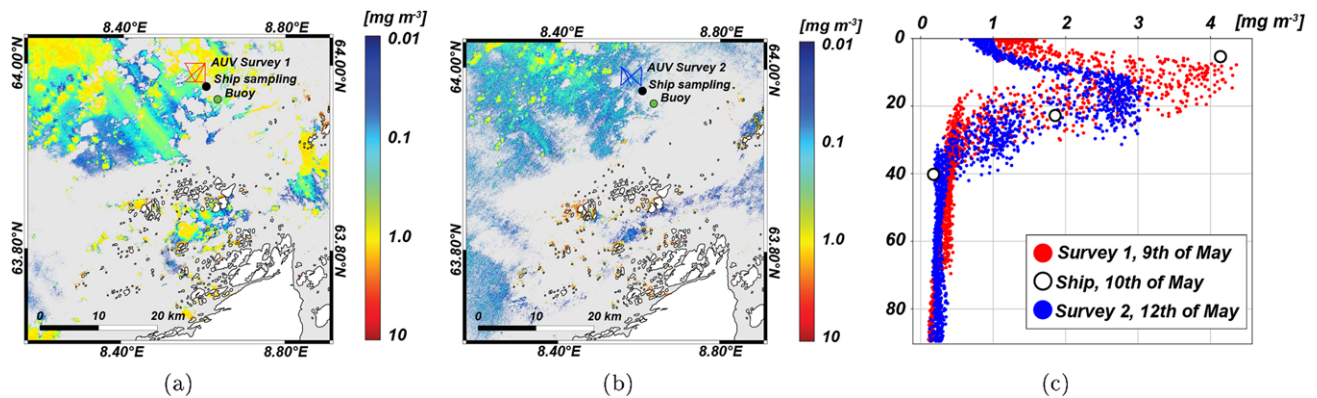 8.40°E 8.80°E
[mg m-3]
0.01
0.1
1.0
10
64.00°N
64.00°N
63.80°N
63.80°N
AUV Survey 1
Ship sampling
Buoy
0 10 20 km
8.40°E 8.80°E
(a)
8.40°E 8.80°E
[mg m-3]
0.01
0.1
1.0
10
64.00°N
64.00°N
63.80°N
63.80°N
AUV Survey 2
Ship sampling
Buoy
0 10 20 km
8.40°E 8.80°E
(b)
0 1 2 3 4 [mg m-3]
0
20
40
60
80
Survey 1, 9th of May
Ship, 10th of May
Survey 2, 12th of May
(c)